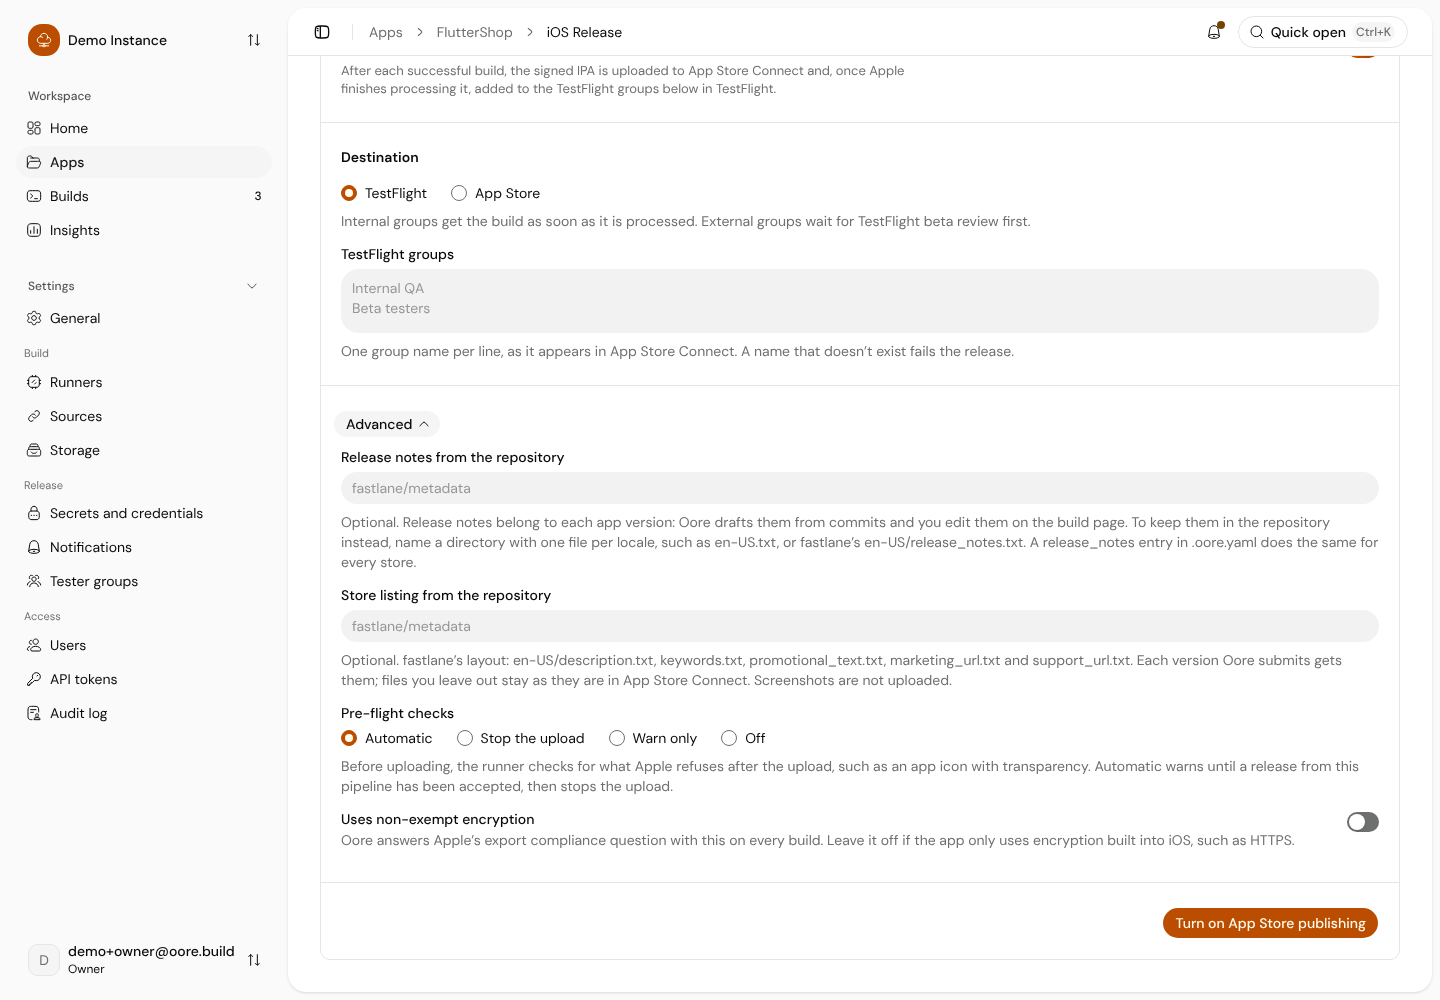 Demo Instance
Workspace
Home
Apps
Builds
3
Insights
Settings
General
Build
Runners
Sources
Storage
Release
Secrets and credentials
Notifications
Tester groups
Access
Users
API tokens
Audit log
D
demo+owner@oore.build
Owner
Apps
FlutterShop
iOS Release
Quick open
Ctrl+K
After each successful build, the signed IPA is uploaded to App Store Connect and, once Apple
finishes processing it, added to the TestFlight groups below in TestFlight.
Destination
TestFlight
App Store
Internal groups get the build as soon as it is processed. External groups wait for TestFlight beta review first.
TestFlight groups
Internal QA
Beta testers
One group name per line, as it appears in App Store Connect. A name that doesn’t exist fails the release.
Advanced
Release notes from the repository
fastlane/metadata
Optional. Release notes belong to each app version: Oore drafts them from commits and you edit them on the build page. To keep them in the repository
instead, name a directory with one file per locale, such as en-US.txt, or fastlane’s en-US/release_notes.txt. A release_notes entry in .oore.yaml does the same for
every store.
Store listing from the repository
fastlane/metadata
Optional. fastlane’s layout: en-US/description.txt, keywords.txt, promotional_text.txt, marketing_url.txt and support_url.txt. Each version Oore submits gets
them; files you leave out stay as they are in App Store Connect. Screenshots are not uploaded.
Pre-flight checks
Automatic
Stop the upload
Warn only
Off
Before uploading, the runner checks for what Apple refuses after the upload, such as an app icon with transparency. Automatic warns until a release from this
pipeline has been accepted, then stops the upload.
Uses non-exempt encryption
Oore answers Apple’s export compliance question with this on every build. Leave it off if the app only uses encryption built into iOS, such as HTTPS.
Turn on App Store publishing